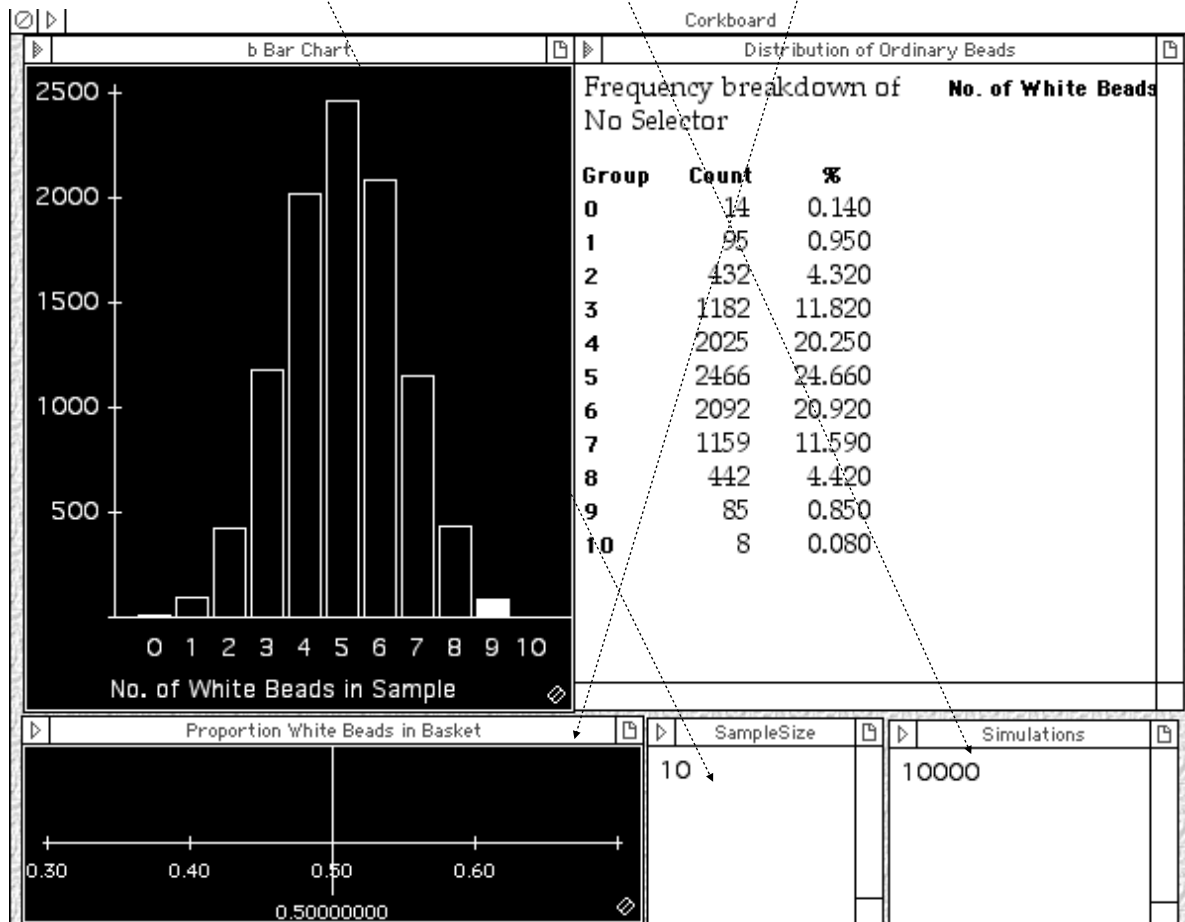 Corkboard
b Bar Chart
2500
2000
1500
1000
500
0 1 2 3 4 5 6 7 8 9 10
No. of White Beads in Sample
Distribution of Ordinary Beads
Frequency breakdown of No. of White Beads
No Selector
Group Count %
0 14 0.140
1 95 0.950
2 432 4.320
3 1182 11.820
4 2025 20.250
5 2466 24.660
6 2092 20.920
7 1159 11.590
8 442 4.420
9 85 0.850
10 8 0.080
Proportion White Beads in Basket
0.30 0.40 0.50 0.60
0.50000000
SampleSize
10
Simulations
10000